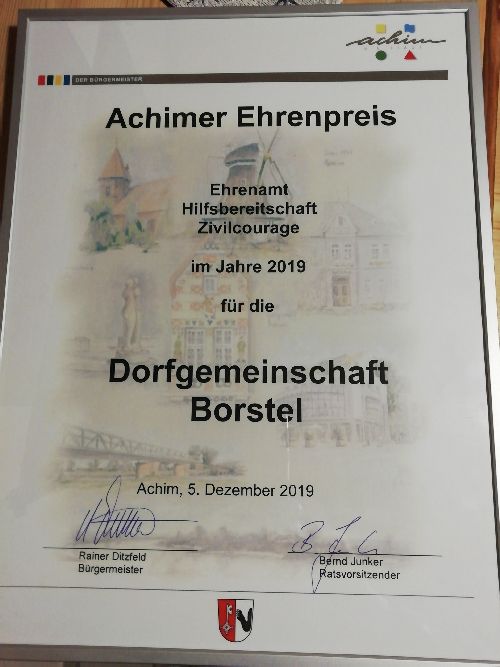 achim
DER BÜRGERMEISTER
Achimer Ehrenpreis
Ehrenamt
Hilfsbereitschaft
Zivilcourage
im Jahre 2019
für die
Dorfgemeinschaft
Borstel
Achim, 5. Dezember 2019
Rainer Ditzfeld
Bürgermeister
Bernd Junker
Ratsvorsitzender